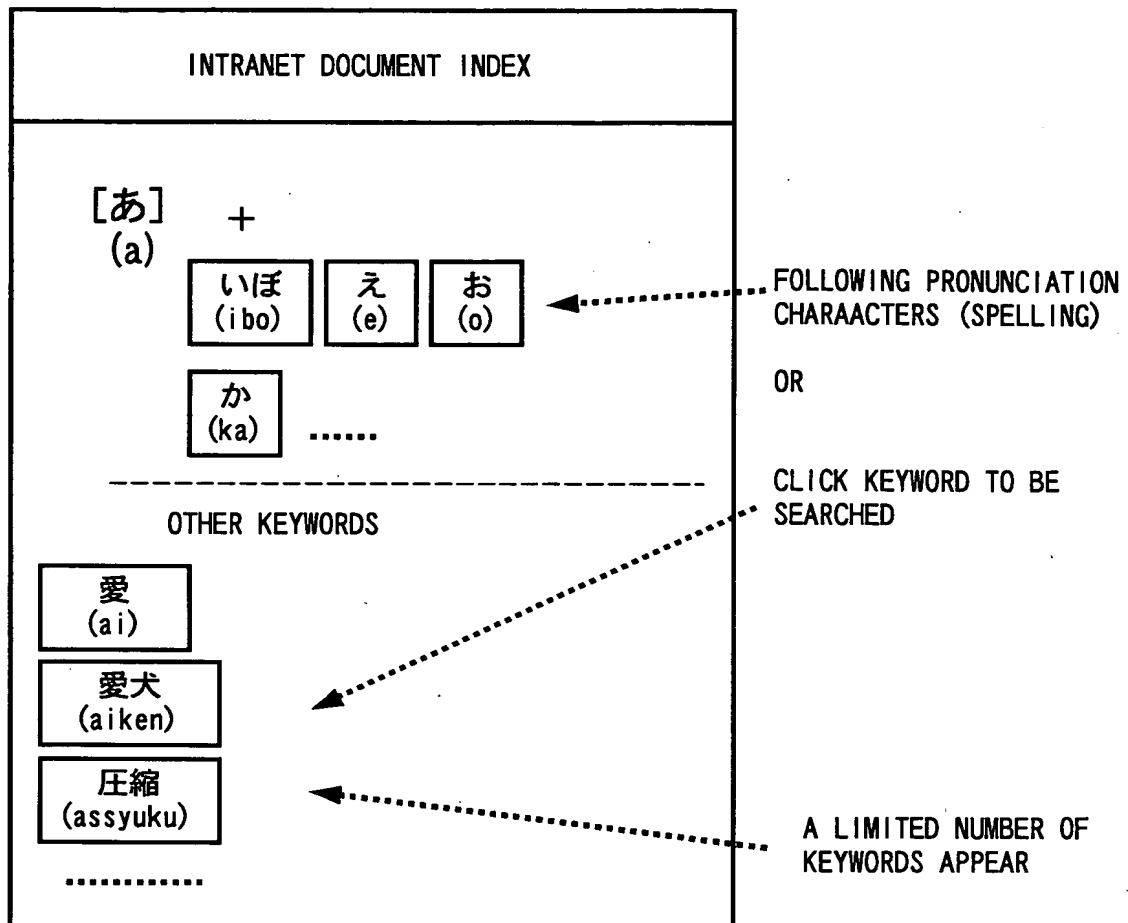 INTRANET DOCUMENT INDEX
[あ] +
(a)
いぼ え お
(ibo) (e) (o)
か
(ka) ......
FOLLOWING PRONUNCIATION
CHARAACTERS (SPELLING)
OR
CLICK KEYWORD TO BE
SEARCHED
OTHER KEYWORDS
愛
(ai)
愛犬
(aiken)
圧縮
(assyuku)
............
A LIMITED NUMBER OF
KEYWORDS APPEAR